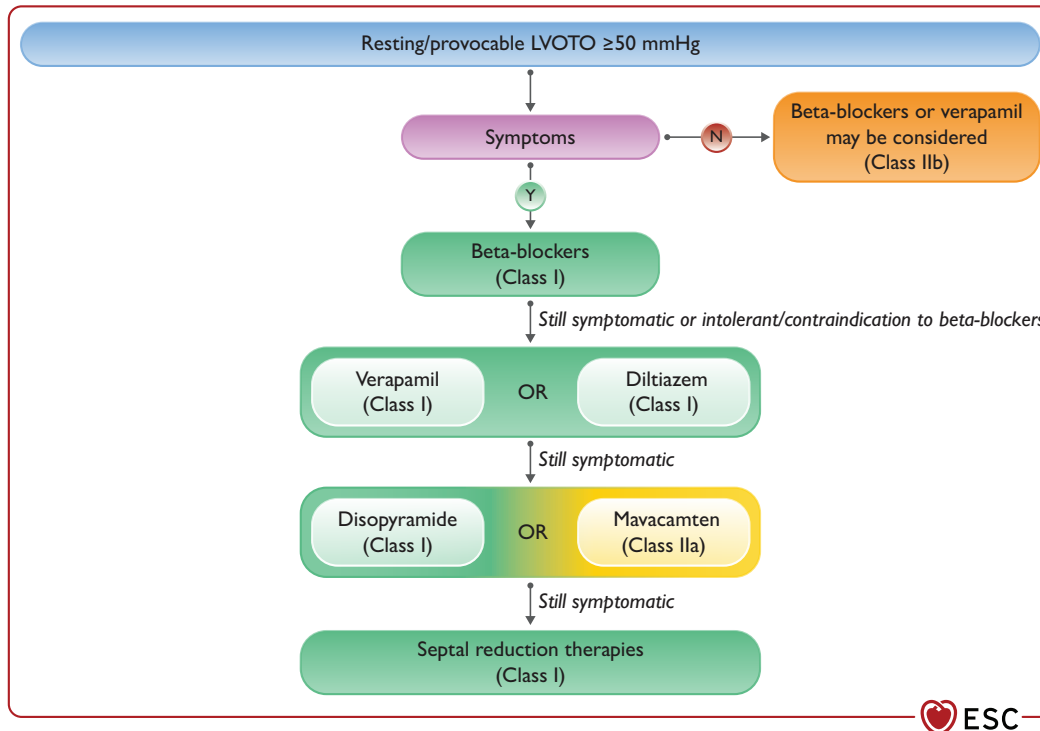 Resting/provocable LVOTO ≥50 mmHg
Symptoms
N
Beta-blockers or verapamil
may be considered
(Class IIb)
Y
Beta-blockers
(Class I)
Still symptomatic or intolerant/contraindication to beta-blockers
Verapamil
(Class I)
OR
Diltiazem
(Class I)
Still symptomatic
Disopyramide
(Class I)
OR
Mavacamten
(Class IIa)
Still symptomatic
Septal reduction therapies
(Class I)
ESC